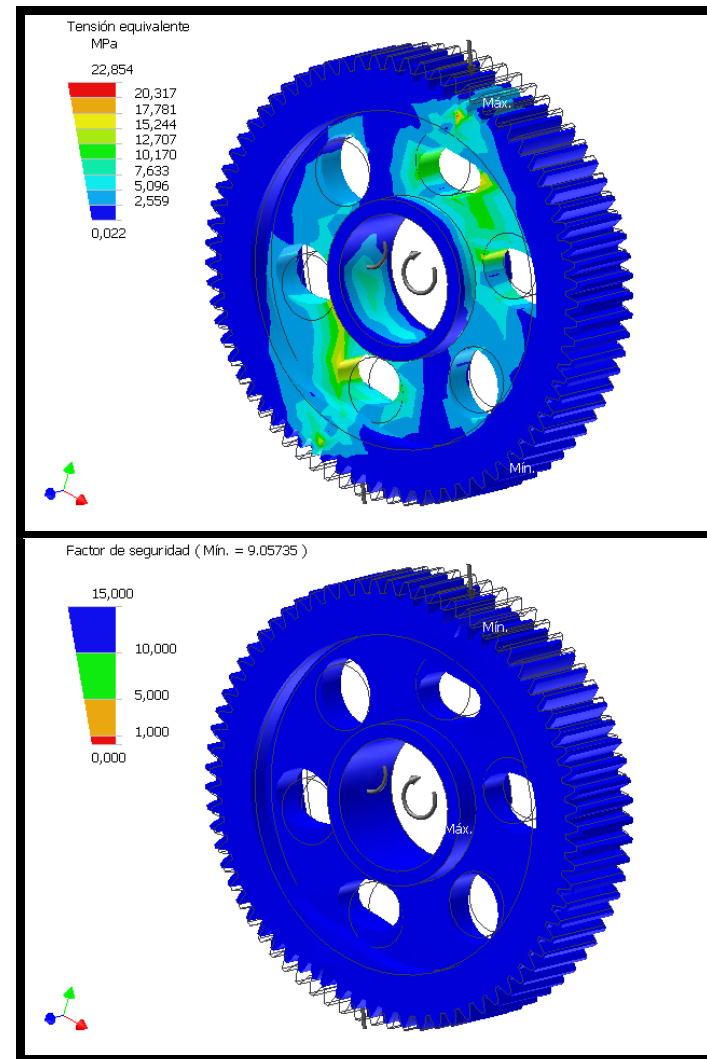 Tensión equivalente
MPa
22,854
20,317
17,781
15,244
12,707
10,170
7,633
5,096
2,559
0,022
Máx.
Mín.
Factor de seguridad ( Mín. = 9.05735 )
15,000
10,000
5,000
1,000
0,000
Mín.
Máx.